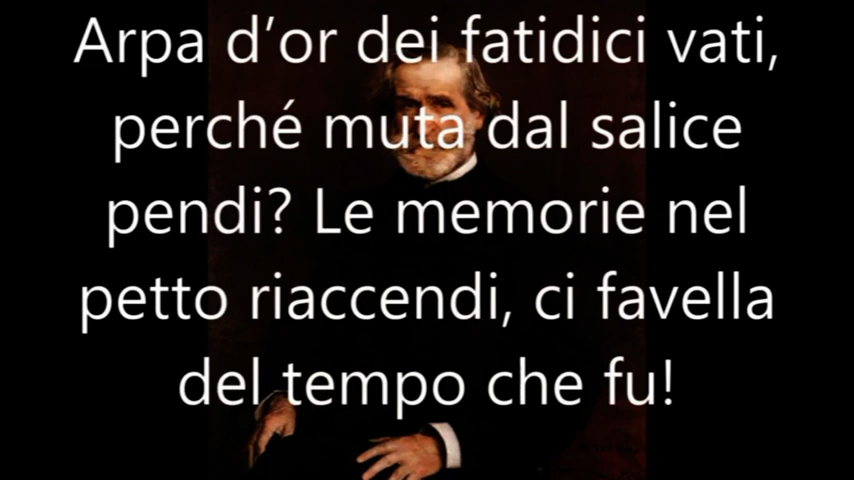 Arpa d’or dei fatidici vati,
perché muta dal salice
pendi? Le memorie nel
petto riaccendi, ci favella
del tempo che fu!